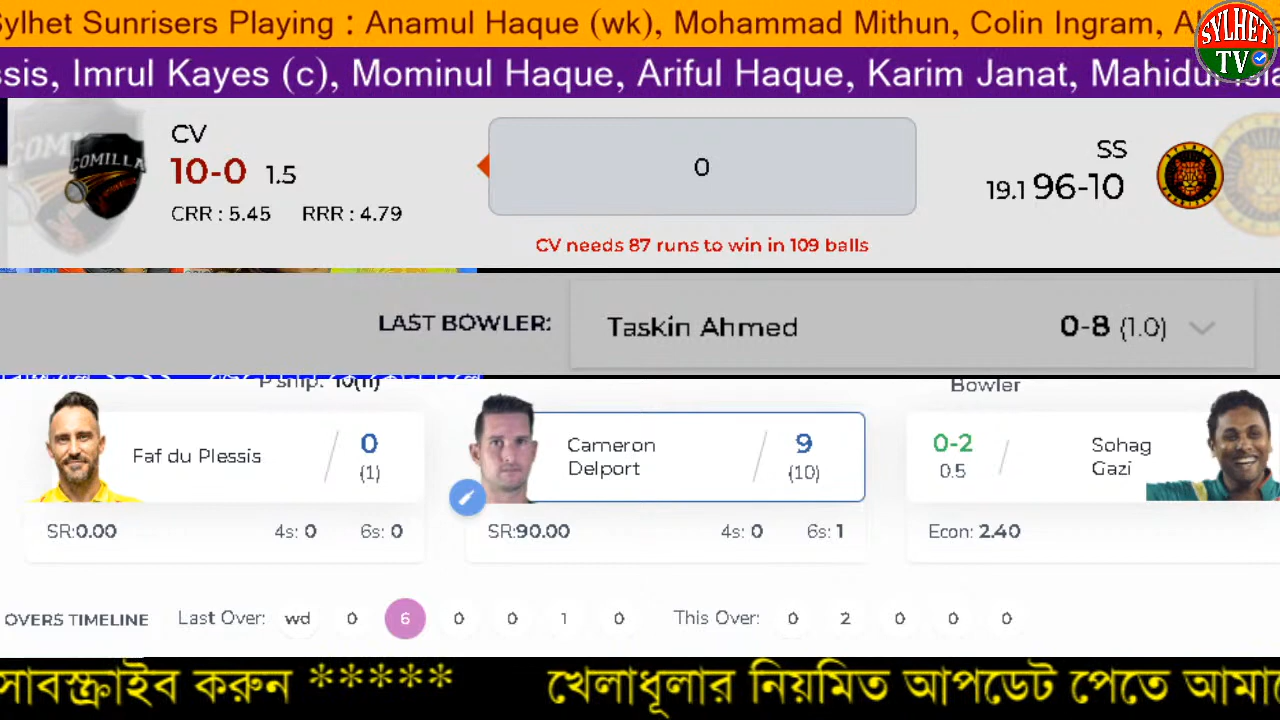 Sylhet Sunrisers Playing : Anamul Haque (wk), Mohammad Mithun, Colin Ingram,
SYLHET TV
Imrul Kayes (c), Mominul Haque, Ariful Haque, Karim Janat,
CV
10-0 1.5
CRR : 5.45 RRR : 4.79
COMILLA
0
CV needs 87 runs to win in 109 balls
SS
19.1 96-10
LAST BOWLER: Taskin Ahmed 0-8 (1.0)
P'ship: 10(11)
Bowler
Faf du Plessis 0 (1)
SR:0.00 4s: 0 6s: 0
Cameron Delport 9 (10)
SR:90.00 4s: 0 6s: 1
0-2 0.5 Sohag Gazi
Econ: 2.40
OVERS TIMELINE Last Over: wd 0 6 0 0 1 0 This Over: 0 2 0 0 0
সাবস্ক্রাইব করুন ***** খেলাধূলার নিয়মিত আপডেট পেতে